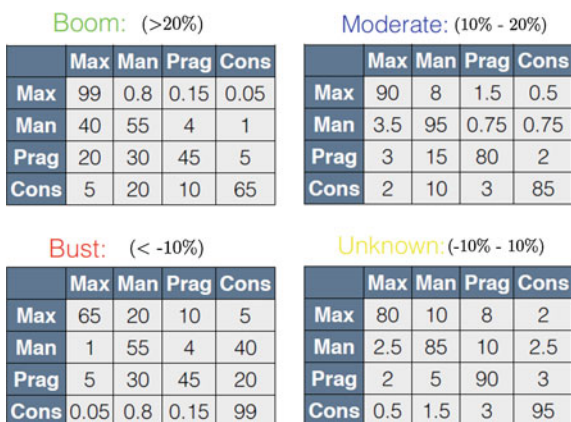 Boom: (>20%)
Max Man Prag Cons
Max 99 0.8 0.15 0.05
Man 40 55 4 1
Prag 20 30 45 5
Cons 5 20 10 65
Moderate: (10% - 20%)
Max Man Prag Cons
Max 90 8 1.5 0.5
Man 3.5 95 0.75 0.75
Prag 3 15 80 2
Cons 2 10 3 85
Bust: (< -10%)
Max Man Prag Cons
Max 65 20 10 5
Man 1 55 4 40
Prag 5 30 45 20
Cons 0.05 0.8 0.15 99
Unknown: (-10% - 10%)
Max Man Prag Cons
Max 80 10 8 2
Man 2.5 85 10 2.5
Prag 2 5 90 3
Cons 0.5 1.5 3 95